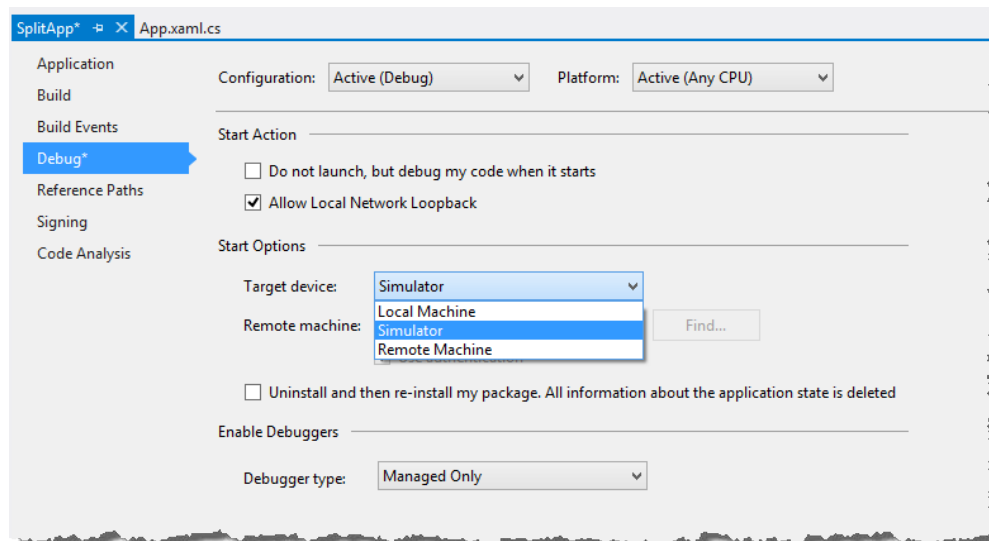 SplitApp* App.xaml.cs
Application
Build
Build Events
Debug*
Reference Paths
Signing
Code Analysis
Configuration: Active (Debug) Platform: Active (Any CPU)
Start Action
Do not launch, but debug my code when it starts
Allow Local Network Loopback
Start Options
Target device: Simulator
Local Machine
Remote machine: Simulator Find...
Remote Machine
Use authentication
Uninstall and then re-install my package. All information about the application state is deleted
Enable Debuggers
Debugger type: Managed Only